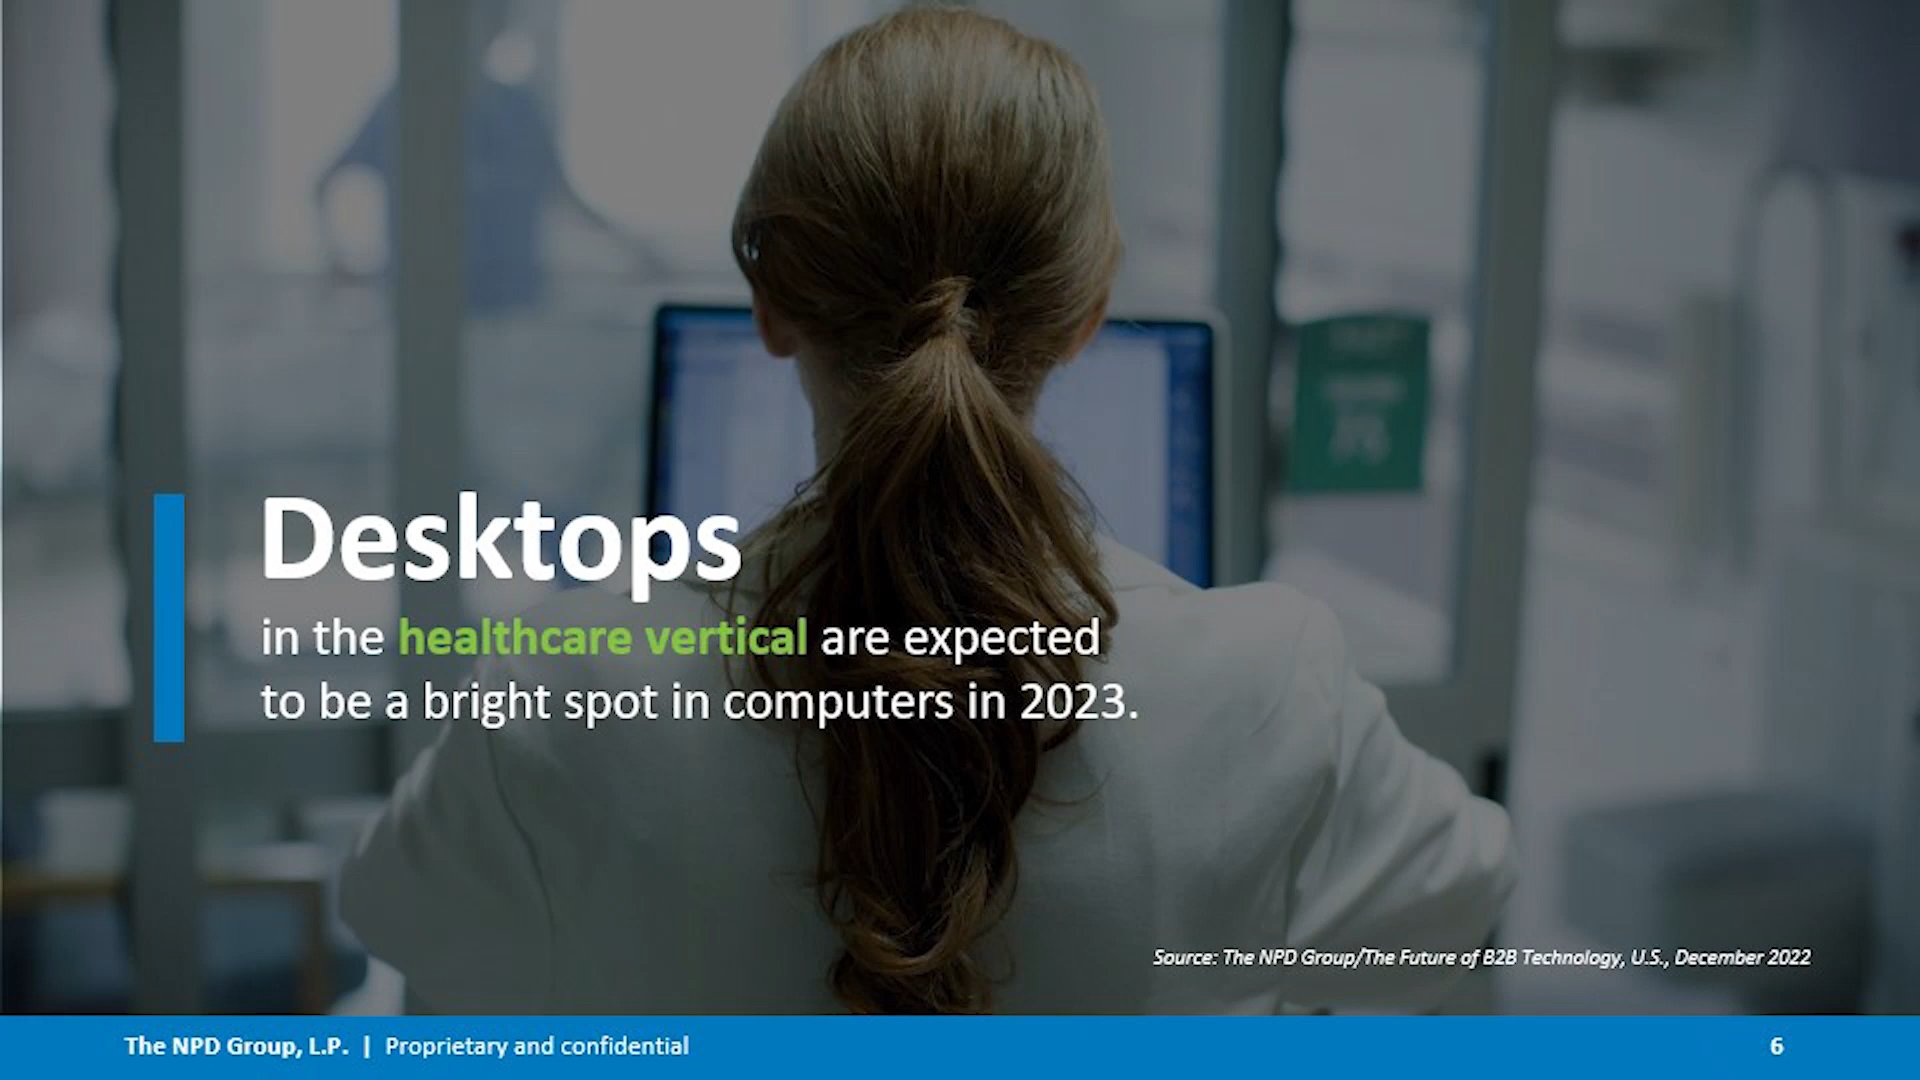 Desktops
in the healthcare vertical are expected
to be a bright spot in computers in 2023.
Source: The NPD Group/The Future of B2B Technology, U.S., December 2022
The NPD Group, L.P. | Proprietary and confidential
6